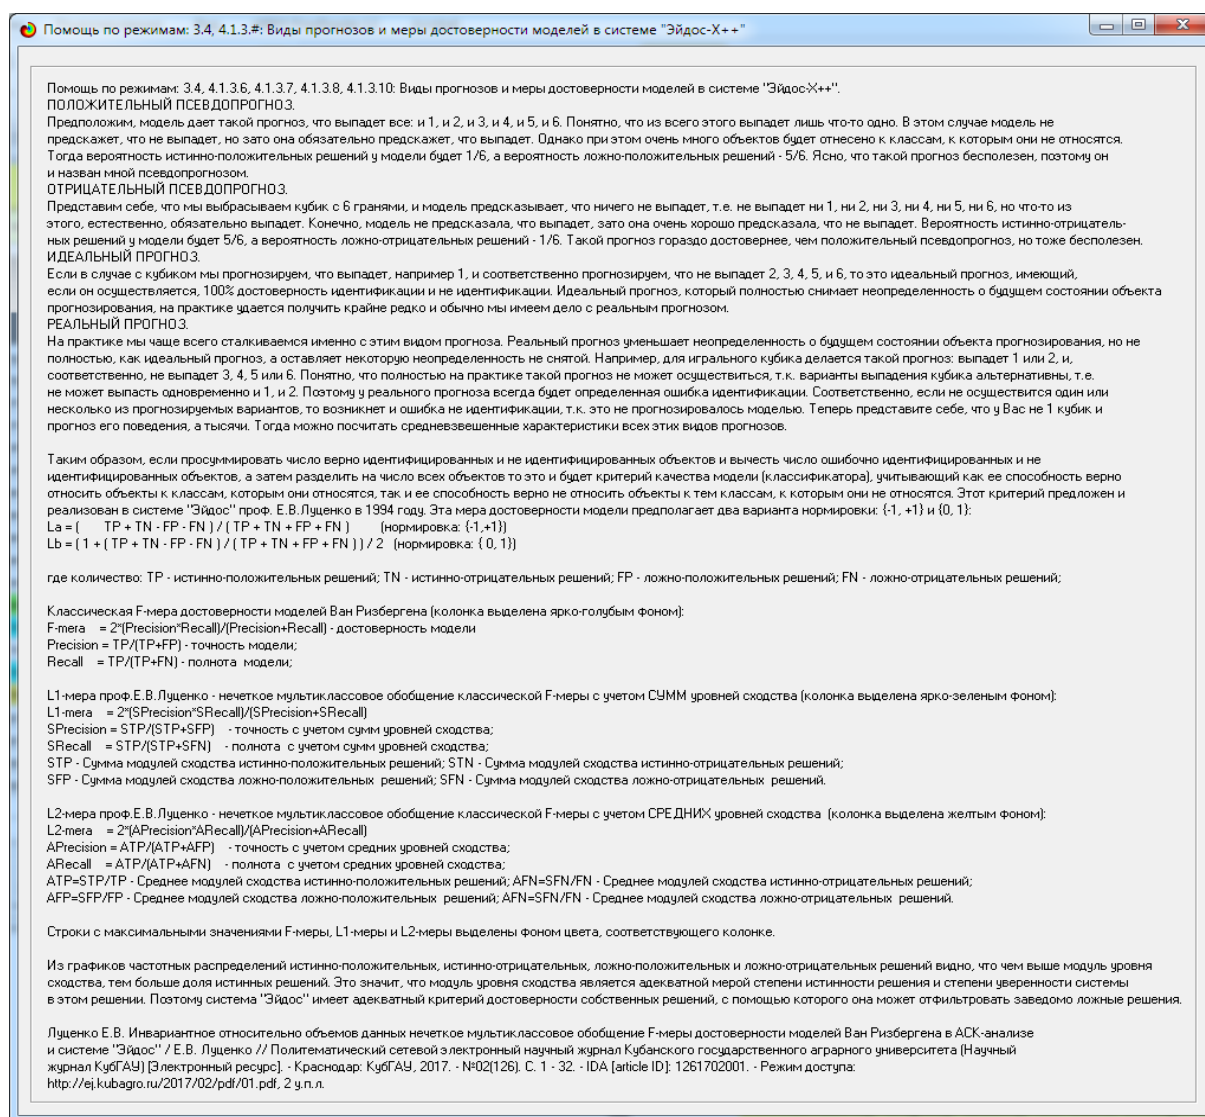 Помощь по режимам: 3.4, 4.1.3.#: Виды прогнозов и меры достоверности моделей в системе "Эйдос-Х++"
Помощь по режимам: 3.4, 4.1.3.6, 4.1.3.7, 4.1.3.8, 4.1.3.10: Виды прогнозов и меры достоверности моделей в системе "Эйдос-Х++".
ПОЛОЖИТЕЛЬНЫЙ ПСЕВДОПРОГНОЗ.
Предположим, модель дает такой прогноз, что выпадет все: и 1, и 2, и 3, и 4, и 5, и 6. Понятно, что из всего этого выпадет лишь что-то одно. В этом случае модель не
предскажет, что не выпадет, но зато она обязательно предскажет, что выпадет. Однако при этом очень много объектов будет отнесено к классам, к которым они не относятся.
Тогда вероятность истинно-положительных решений у модели будет 1/6, а вероятность ложно-положительных решений - 5/6. Ясно, что такой прогноз бесполезен, поэтому он
и назван мной псевдопрогнозом.
ОТРИЦАТЕЛЬНЫЙ ПСЕВДОПРОГНОЗ.
Представим себе, что мы выбрасываем кубик с 6 гранями, и модель предсказывает, что ничего не выпадет, т.е. не выпадет ни 1, ни 2, ни 3, ни 4, ни 5, ни 6, но что-то из
этого, естественно, обязательно выпадет. Конечно, модель не предсказала, что выпадет, зато она очень хорошо предсказала, что не выпадет. Вероятность истинно-отрицатель-
ных решений у модели будет 5/6, а вероятность ложно-отрицательных решений - 1/6. Такой прогноз гораздо достовернее, чем положительный псевдопрогноз, но тоже бесполезен.
ИДЕАЛЬНЫЙ ПРОГНОЗ.
Если в случае с кубиком мы прогнозируем, что выпадет, например 1, и соответственно прогнозируем, что не выпадет 2, 3, 4, 5, и 6, то это идеальный прогноз, имеющий,
если он осуществляется, 100% достоверность идентификации и не идентификации. Идеальный прогноз, который полностью снимает неопределенность о будущем состоянии объекта
прогнозирования, на практике удается получить крайне редко и обычно мы имеем дело с реальным прогнозом.
РЕАЛЬНЫЙ ПРОГНОЗ.
На практике мы чаще всего сталкиваемся именно с этим видом прогноза. Реальный прогноз уменьшает неопределенность о будущем состоянии объекта прогнозирования, но не
полностью, как идеальный прогноз, а оставляет некоторую неопределенность не снятой. Например, для игрального кубика делается такой прогноз: выпадет 1 или 2, и,
соответственно, не выпадет 3, 4, 5 или 6. Понятно, что полностью на практике такой прогноз не может осуществиться, т.к. варианты выпадения кубика альтернативны, т.е.
не может выпасть одновременно и 1, и 2. Поэтому у реального прогноза всегда будет определенная ошибка идентификации. Соответственно, если не осуществится один или
несколько из прогнозируемых вариантов, то возникнет и ошибка не идентификации, т.к. это не прогнозировалось моделью. Теперь представите себе, что у Вас не 1 кубик и
прогноз его поведения, а тысячи. Тогда можно посчитать средневзвешенные характеристики всех этих видов прогнозов.
Таким образом, если просуммировать число верно идентифицированных и не идентифицированных объектов и вычесть число ошибочно идентифицированных и не
идентифицированных объектов, а затем разделить на число всех объектов то это и будет критерий качества модели (классификатора), учитывающий как ее способность верно
относить объекты к классам, которым они относятся, так и ее способность верно не относить объекты к тем классам, к которым они не относятся. Этот критерий предложен и
реализован в системе "Эйдос" проф. Е.В.Луценко в 1994 году. Эта мера достоверности модели предполагает два варианта нормировки: {-1, +1} и {0, 1}:
La = ( TP + TN - FP - FN ) / ( TP + TN + FP + FN ) (нормировка: {-1,+1})
Lb = ( 1 + ( TP + TN - FP - FN ) / ( TP + TN + FP + FN ) ) / 2 (нормировка: { 0, 1})
где количество: TP - истинно-положительных решений; TN - истинно-отрицательных решений; FP - ложно-положительных решений; FN - ложно-отрицательных решений;
Классическая F-мера достоверности моделей Ван Ризбергена (колонка выделена ярко-голубым фоном):
F-mera = 2*(Precision*Recall)/(Precision+Recall) - достоверность модели
Precision = TP/(TP+FP) - точность модели;
Recall = TP/(TP+FN) - полнота модели;
L1-мера проф.Е.В.Луценко - нечеткое мультиклассовое обобщение классической F-меры с учетом СУММ уровней сходства (колонка выделена ярко-зеленым фоном):
L1-mera = 2*(SPrecision*SRecall)/(SPrecision+SRecall)
SPrecision = STP/(STP+SFP) - точность с учетом сумм уровней сходства;
SRecall = STP/(STP+SFN) - полнота с учетом сумм уровней сходства;
STP - Сумма модулей сходства истинно-положительных решений; STN - Сумма модулей сходства истинно-отрицательных решений;
SFP - Сумма модулей сходства ложно-положительных решений; SFN - Сумма модулей сходства ложно-отрицательных решений.
L2-мера проф.Е.В.Луценко - нечеткое мультиклассовое обобщение классической F-меры с учетом СРЕДНИХ уровней сходства (колонка выделена желтым фоном):
L2-mera = 2*(APrecision*ARecall)/(APrecision+ARecall)
APrecision = ATP/(ATP+AFP) - точность с учетом средних уровней сходства;
ARecall = ATP/(ATP+AFN) - полнота с учетом средних уровней сходства;
ATP=STP/TP - Среднее модулей сходства истинно-положительных решений; AFN=SFN/FN - Среднее модулей сходства истинно-отрицательных решений;
AFP=SFP/FP - Среднее модулей сходства ложно-положительных решений; AFN=SFN/FN - Среднее модулей сходства ложно-отрицательных решений.
Строки с максимальными значениями F-меры, L1-меры и L2-меры выделены фоном цвета, соответствующего колонке.
Из графиков частотных распределений истинно-положительных, истинно-отрицательных, ложно-положительных и ложно-отрицательных решений видно, что чем выше модуль уровня
сходства, тем больше доля истинных решений. Это значит, что модуль уровня сходства является адекватной мерой степени истинности решения и степени уверенности системы
в этом решении. Поэтому система "Эйдос" имеет адекватный критерий достоверности собственных решений, с помощью которого она может отфильтровать заведомо ложные решения.
Луценко Е.В. Инвариантное относительно объемов данных нечеткое мультиклассовое обобщение F-меры достоверности моделей Ван Ризбергена в АСК-анализе
и системе "Эйдос" / Е.В. Луценко // Политематический сетевой электронный научный журнал Кубанского государственного аграрного университета (Научный
журнал КубГАУ) [Электронный ресурс]. - Краснодар: КубГАУ, 2017. - №02(126). С. 1 - 32. - IDA [article ID]: 1261702001. - Режим доступа:
http://ej.kubagro.ru/2017/02/pdf/01.pdf, 2 у.п.л.